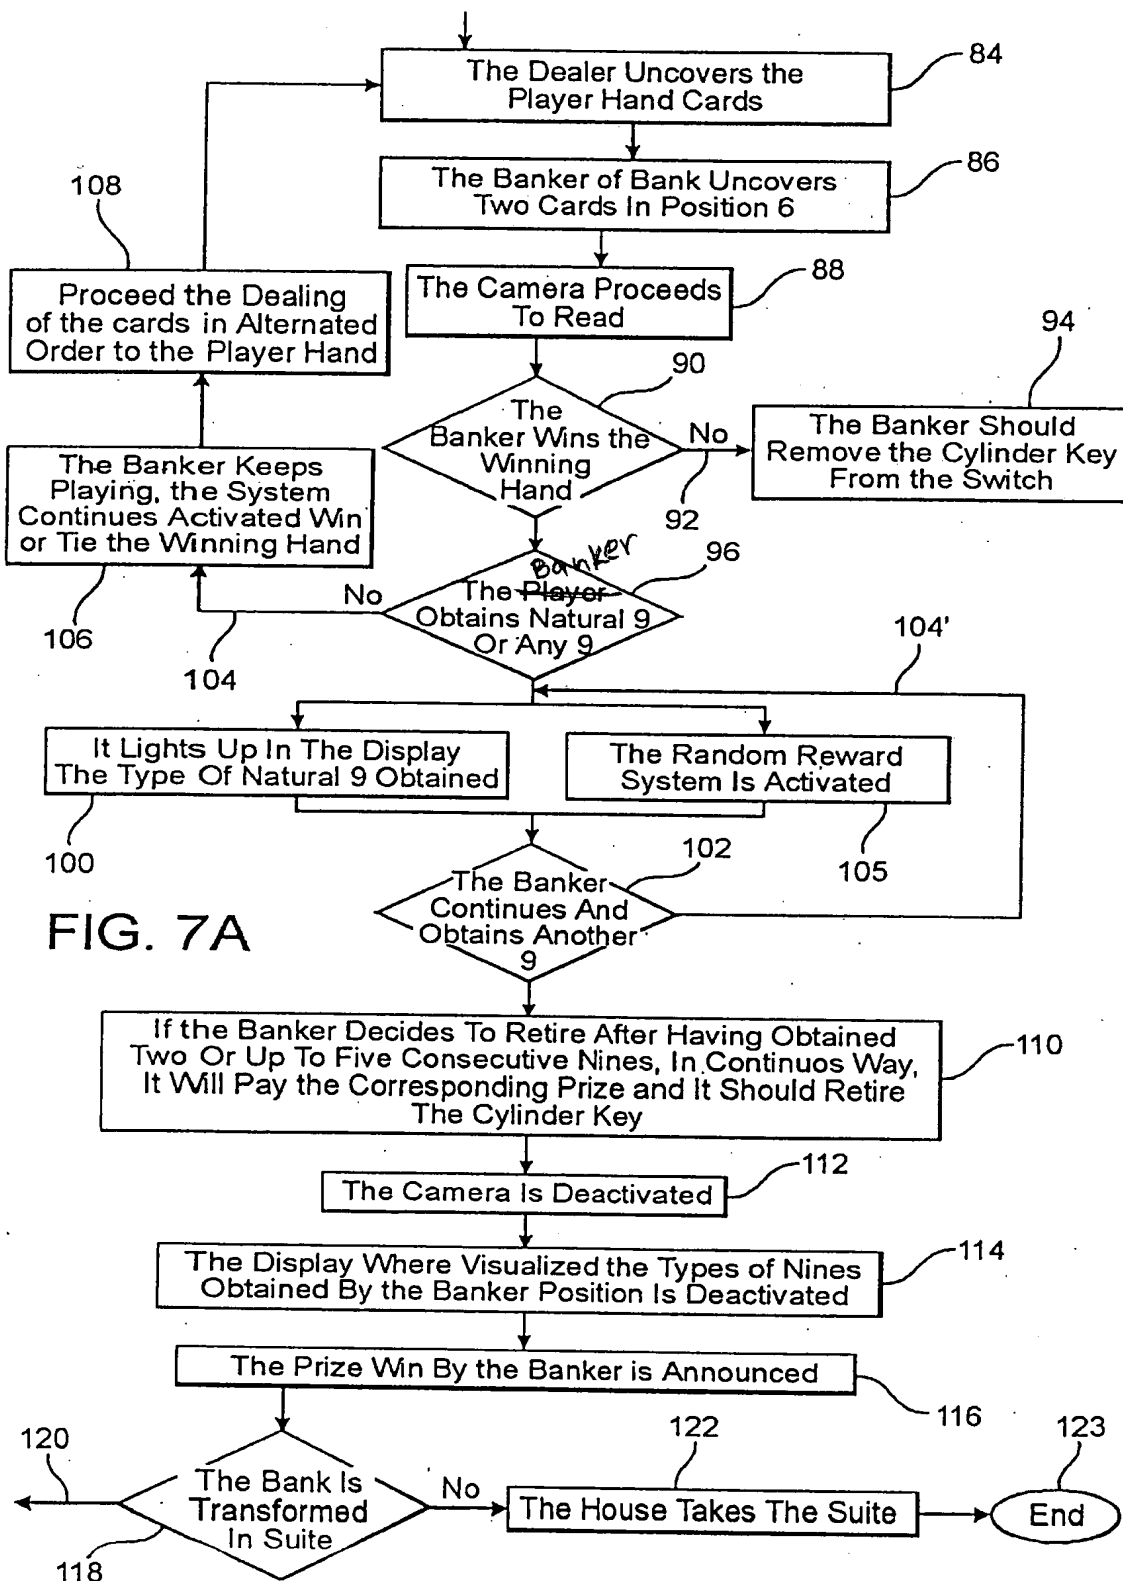 84
The Dealer Uncovers the
Player Hand Cards
86
The Banker of Bank Uncovers
Two Cards In Position 6
108
88
The Camera Proceeds
To Read
Proceed the Dealing
of the cards in Alternated
Order to the Player Hand
94
90
The
Banker Wins the
Winning
Hand
No
92
The Banker Should
Remove the Cylinder Key
From the Switch
The Banker Keeps
Playing, the System
Continues Activated Win
or Tie the Winning Hand
106
Banker
96
The Player
Obtains Natural 9
Or Any 9
No
104
104'
It Lights Up In The Display
The Type Of Natural 9 Obtained
100
The Random Reward
System Is Activated
105
102
The Banker
Continues And
Obtains Another
9
FIG. 7A
If the Banker Decides To Retire After Having Obtained
Two Or Up To Five Consecutive Nines, In Continuos Way,
It Will Pay the Corresponding Prize and It Should Retire
The Cylinder Key
110
112
The Camera Is Deactivated
114
The Display Where Visualized the Types of Nines
Obtained By the Banker Position Is Deactivated
The Prize Win By the Banker is Announced
116
120
The Bank Is
Transformed
In Suite
118
No
122
The House Takes The Suite
123
End